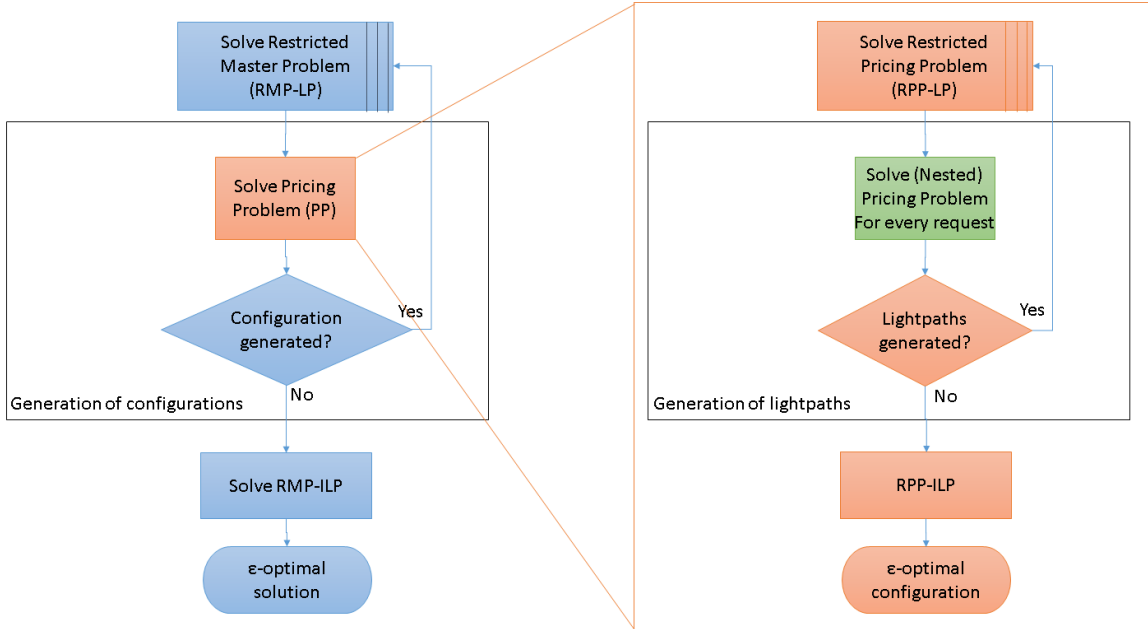 Solve Restricted
Master Problem
(RMP-LP)
Solve Pricing
Problem (PP)
Configuration
generated?
Yes
No
Generation of configurations
Solve RMP-ILP
ε-optimal
solution
Solve Restricted
Pricing Problem
(RPP-LP)
Solve (Nested)
Pricing Problem
For every request
Lightpaths
generated?
Yes
No
Generation of lightpaths
RPP-ILP
ε-optimal
configuration